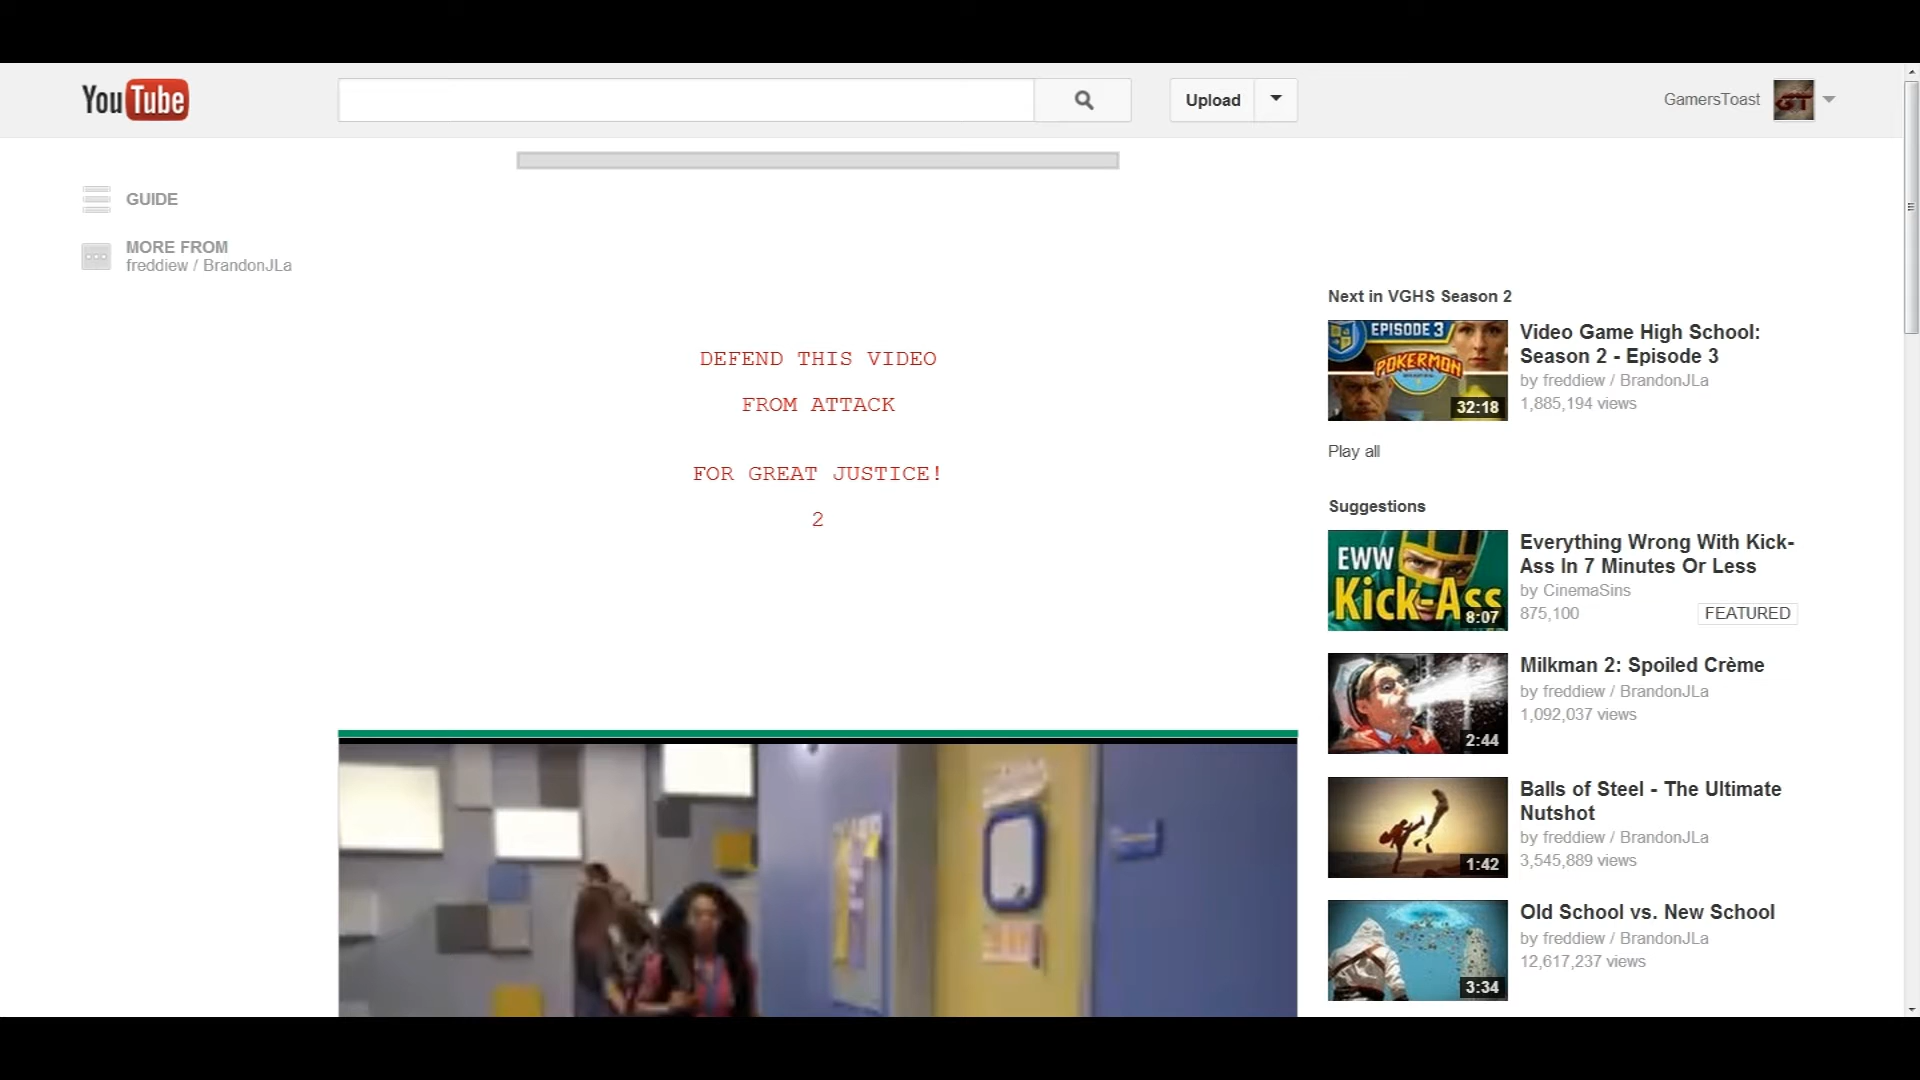 YouTube
Upload
GamersToast
GT
GUIDE
MORE FROM
freddiew / BrandonJLa
DEFEND THIS VIDEO
FROM ATTACK
FOR GREAT JUSTICE!
2
Next in VGHS Season 2
EPISODE 3
POKERMON
32:18
Video Game High School:
Season 2 - Episode 3
by freddiew / BrandonJLa
1,885,194 views
Play all
Suggestions
EWW
Kick-Ass
8:07
Everything Wrong With Kick-
Ass In 7 Minutes Or Less
by CinemaSins
875,100
FEATURED
2:44
Milkman 2: Spoiled Crème
by freddiew / BrandonJLa
1,092,037 views
1:42
Balls of Steel - The Ultimate
Nutshot
by freddiew / BrandonJLa
3,545,889 views
3:34
Old School vs. New School
by freddiew / BrandonJLa
12,617,237 views